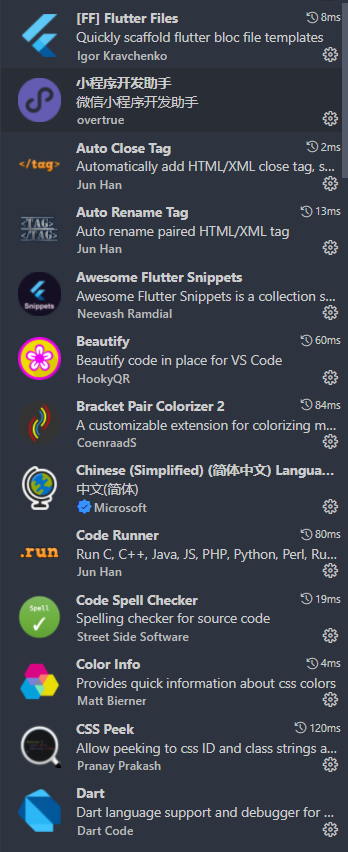 [FF] Flutter Files 8ms
Quickly scaffold flutter bloc file templates
Igor Kravchenko
小程序开发助手
微信小程序开发助手
overtrue
</tag>
Auto Close Tag 2ms
Automatically add HTML/XML close tag, s...
Jun Han
<TAG>
</TAG>
Auto Rename Tag 13ms
Auto rename paired HTML/XML tag
Jun Han
Snippets
Awesome Flutter Snippets
Awesome Flutter Snippets is a collection s...
Neevash Ramdial
Beautify 60ms
Beautify code in place for VS Code
HookyQR
Bracket Pair Colorizer 2 84ms
A customizable extension for colorizing m...
CoenraadS
Chinese (Simplified) (简体中文) Langua...
中文(简体)
Microsoft
.run
Code Runner 80ms
Run C, C++, Java, JS, PHP, Python, Perl, Ru...
Jun Han
Spell
Code Spell Checker 19ms
Spelling checker for source code
Street Side Software
Color Info 4ms
Provides quick information about css colors
Matt Bierner
CSS Peek 120ms
Allow peeking to css ID and class strings a...
Pranay Prakash
Dart
Dart language support and debugger for ...
Dart Code